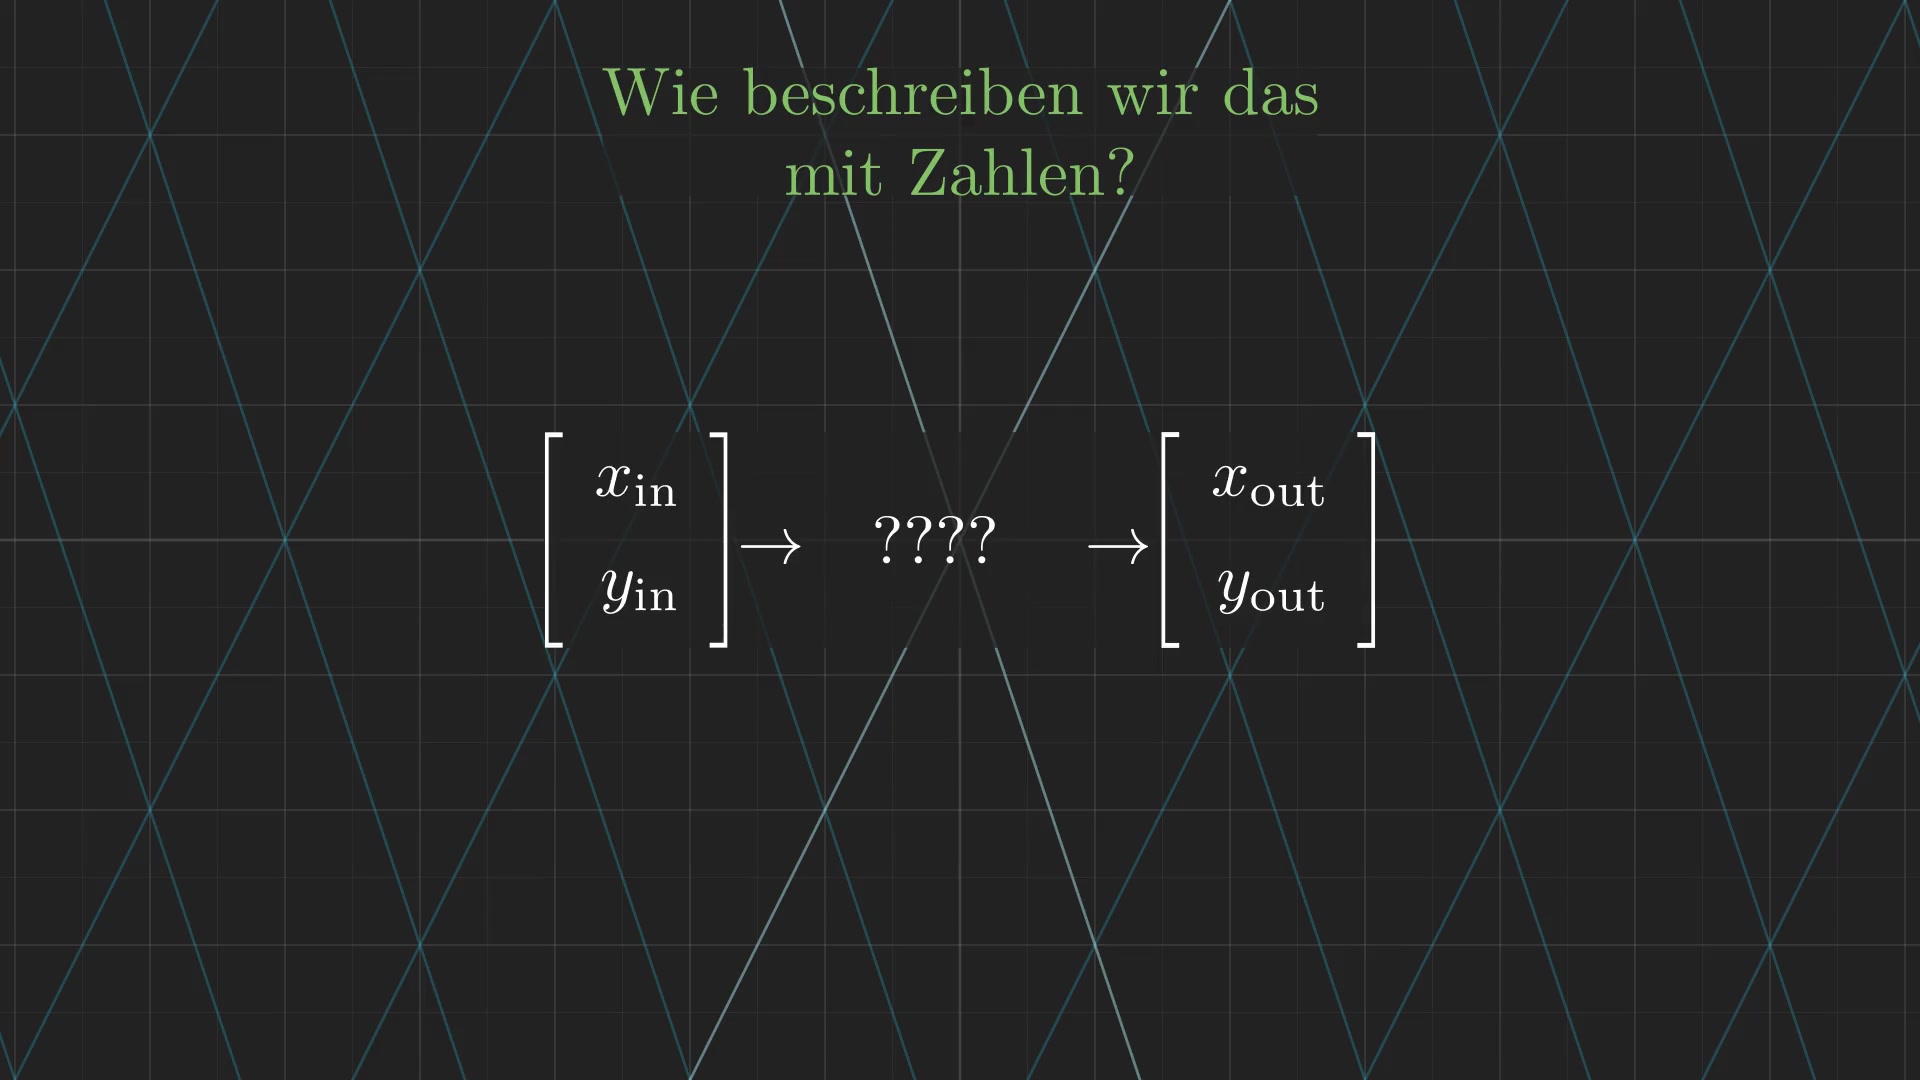 Wie beschreiben wir das
mit Zahlen?
[ x_in y_in ] → ???? → [ x_out y_out ]